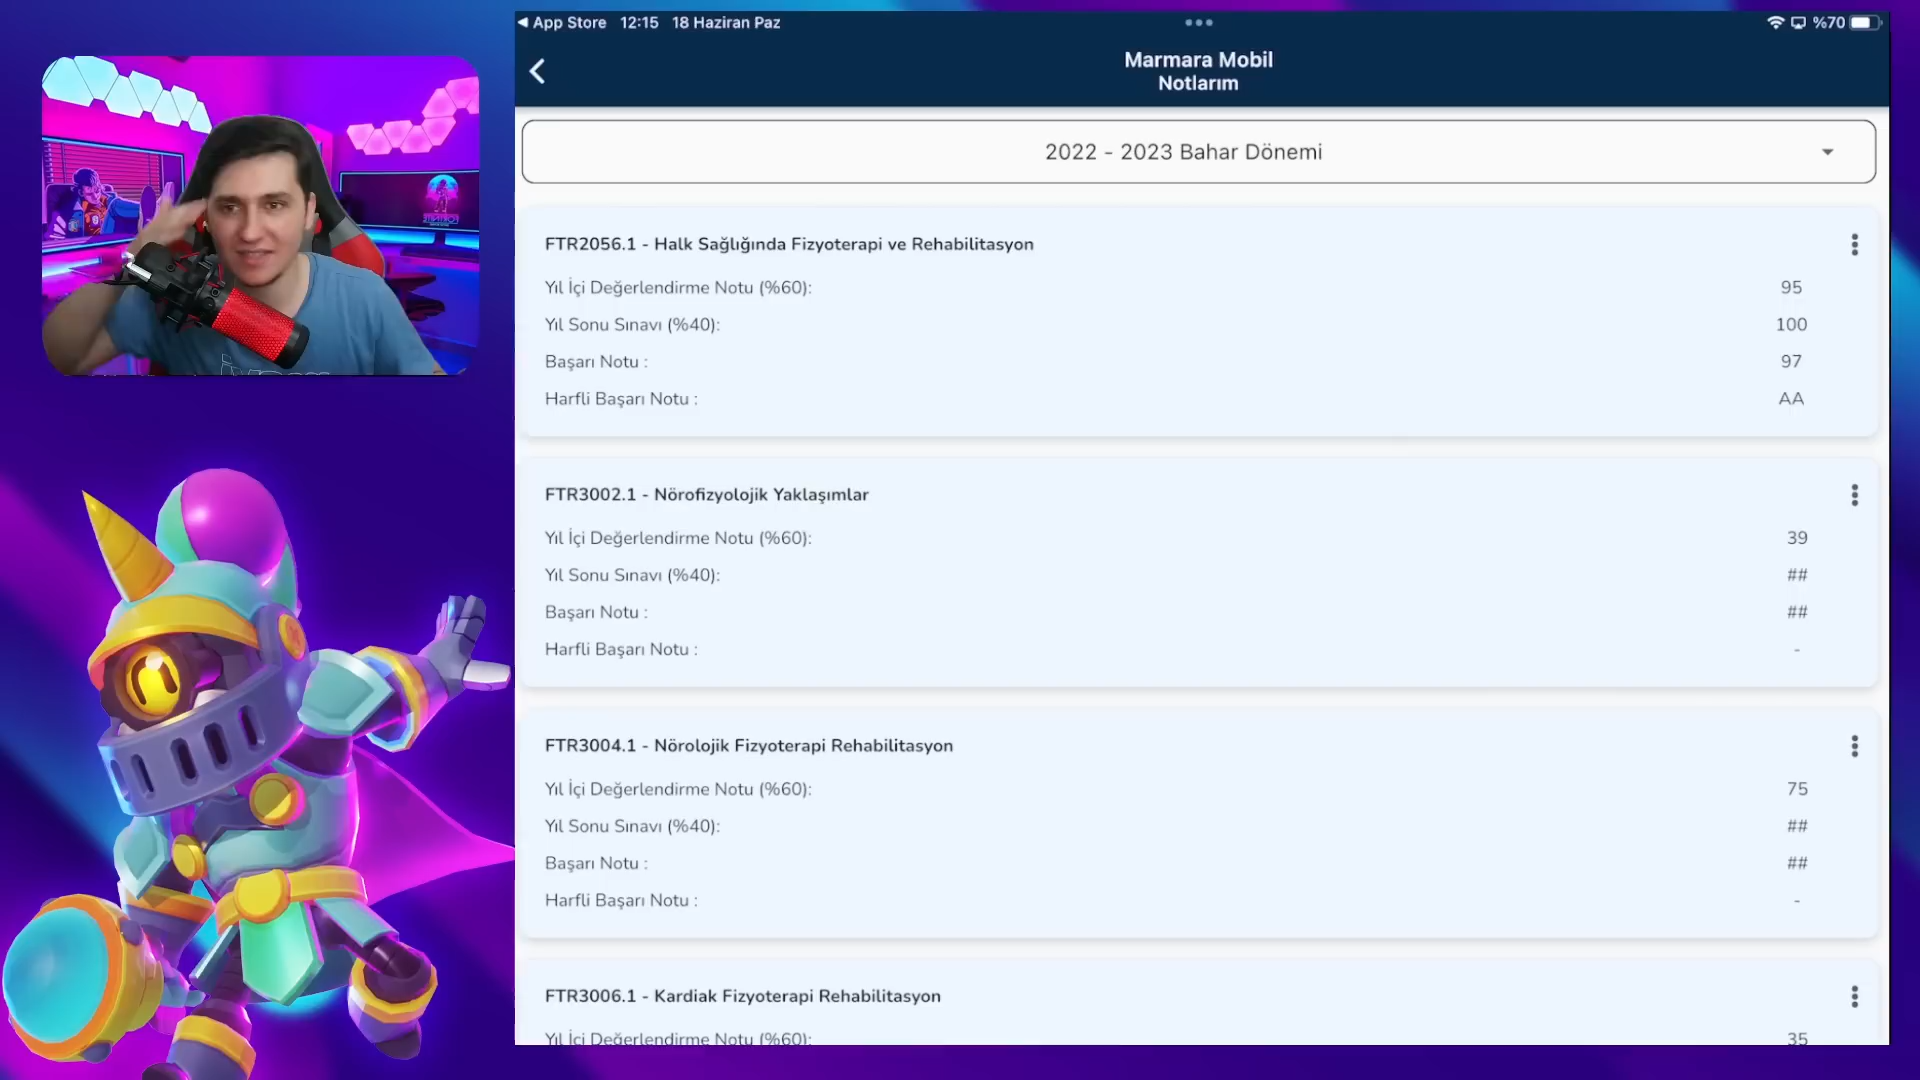 App Store 12:15 18 Haziran Paz
%70
Marmara Mobil
Notlarım
2022 - 2023 Bahar Dönemi
FTR2056.1 - Halk Sağlığında Fizyoterapi ve Rehabilitasyon
Yıl İçi Değerlendirme Notu (%60): 95
Yıl Sonu Sınavı (%40): 100
Başarı Notu : 97
Harfli Başarı Notu : AA
FTR3002.1 - Nörofizyolojik Yaklaşımlar
Yıl İçi Değerlendirme Notu (%60): 39
Yıl Sonu Sınavı (%40): ##
Başarı Notu : ##
Harfli Başarı Notu : -
FTR3004.1 - Nörolojik Fizyoterapi Rehabilitasyon
Yıl İçi Değerlendirme Notu (%60): 75
Yıl Sonu Sınavı (%40): ##
Başarı Notu : ##
Harfli Başarı Notu : -
FTR3006.1 - Kardiak Fizyoterapi Rehabilitasyon
Yıl İçi Değerlendirme Notu (%60): 35